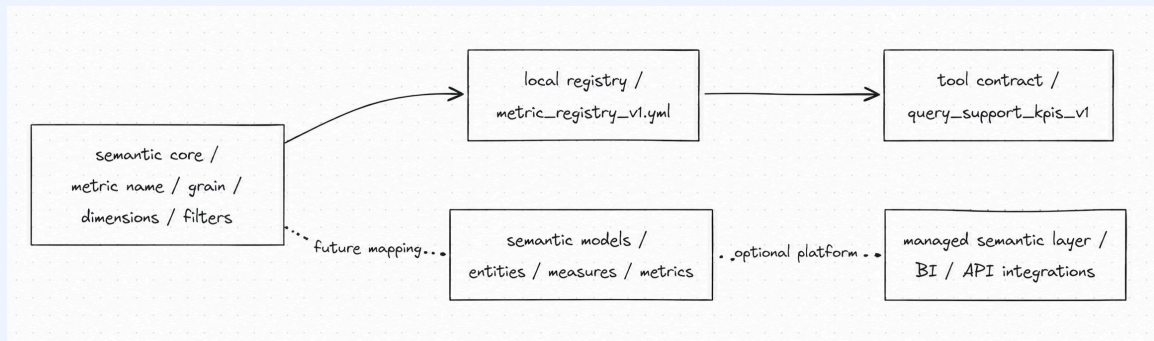 local registry /
metric_registry_v1.yml
tool contract /
query_support_kpis_v1
semantic core /
metric name / grain /
dimensions / filters
future mapping
semantic models /
entities / measures / metrics
optional platform
managed semantic layer /
BI / API integrations